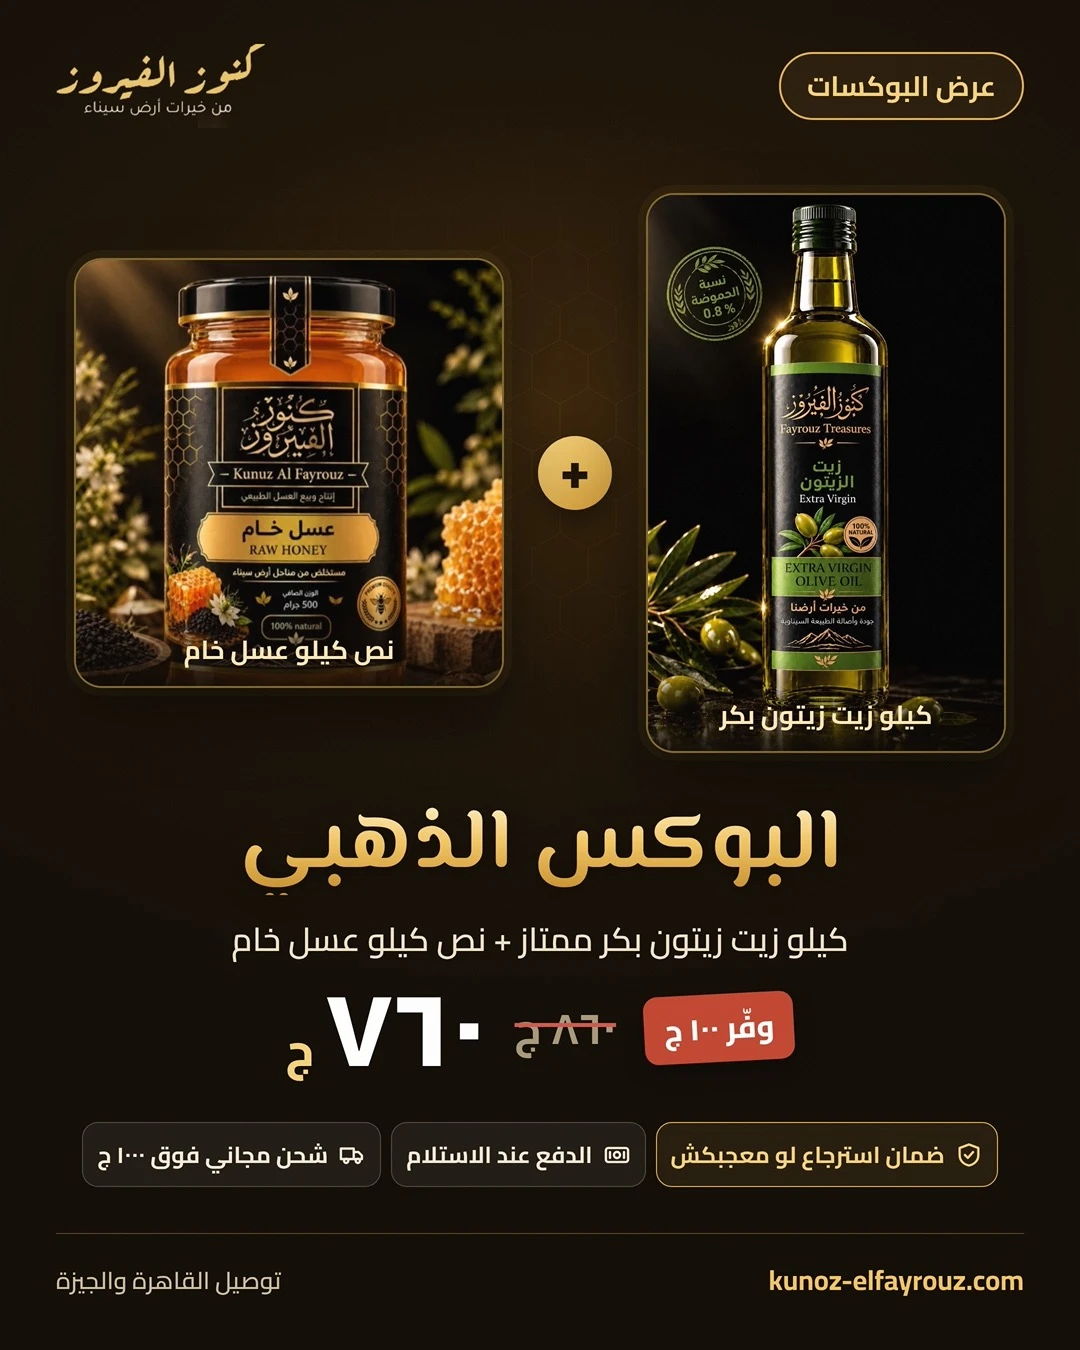 كنوز الفيروز
من خيرات أرض سيناء
عرض البوكسات
كنوز
الفيروز
Kunuz Al Fayrouz
إنتاج وبيع العسل الطبيعي
عسل خام
RAW HONEY
مستخلص من مناحل أرض سيناء
الوزن الصافي
500 جرام
100% natural
نص كيلو عسل خام
+
نسبة
الحموضة
0.8 %
كنوز الفيروز
Fayrouz Treasures
زيت
الزيتون
Extra Virgin
100%
NATURAL
EXTRA VIRGIN
OLIVE OIL
من خيرات أرضنا
جودة وأصالة الطبيعة السيناوية
كيلو زيت زيتون بكر
البوكس الذهبي
كيلو زيت زيتون بكر ممتاز + نص كيلو عسل خام
وفّر ١٠٠ ج
٨٦٠ ج
٧٦٠ ج
ضمان استرجاع لو معجبكش
الدفع عند الاستلام
شحن مجاني فوق ١٠٠٠ ج
kunoz-elfayrouz.com
توصيل القاهرة والجيزة